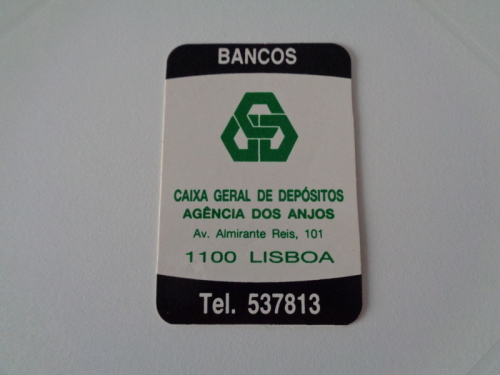 BANCOS
CAIXA GERAL DE DEPÓSITOS
AGÊNCIA DOS ANJOS
Av. Almirante Reis, 101
1100 LISBOA
Tel. 537813